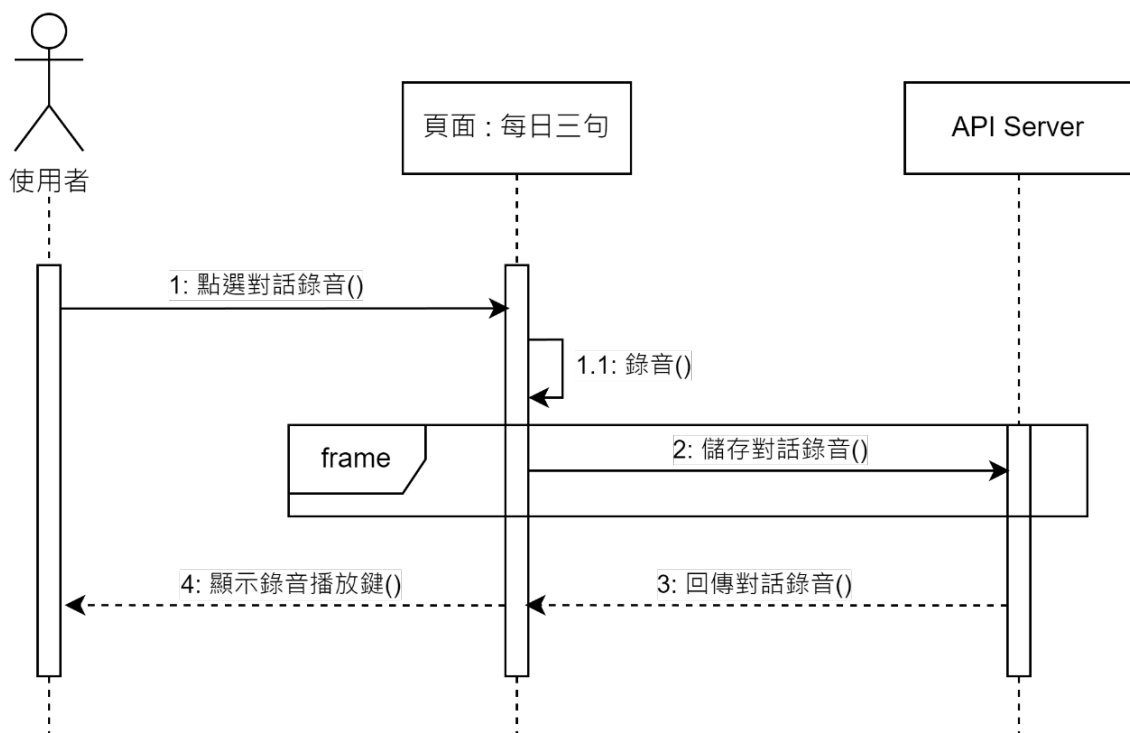 使用者
頁面 : 每日三句
API Server
1: 點選對話錄音()
1.1: 錄音()
frame
2: 儲存對話錄音()
4: 顯示錄音播放鍵()
3: 回傳對話錄音()